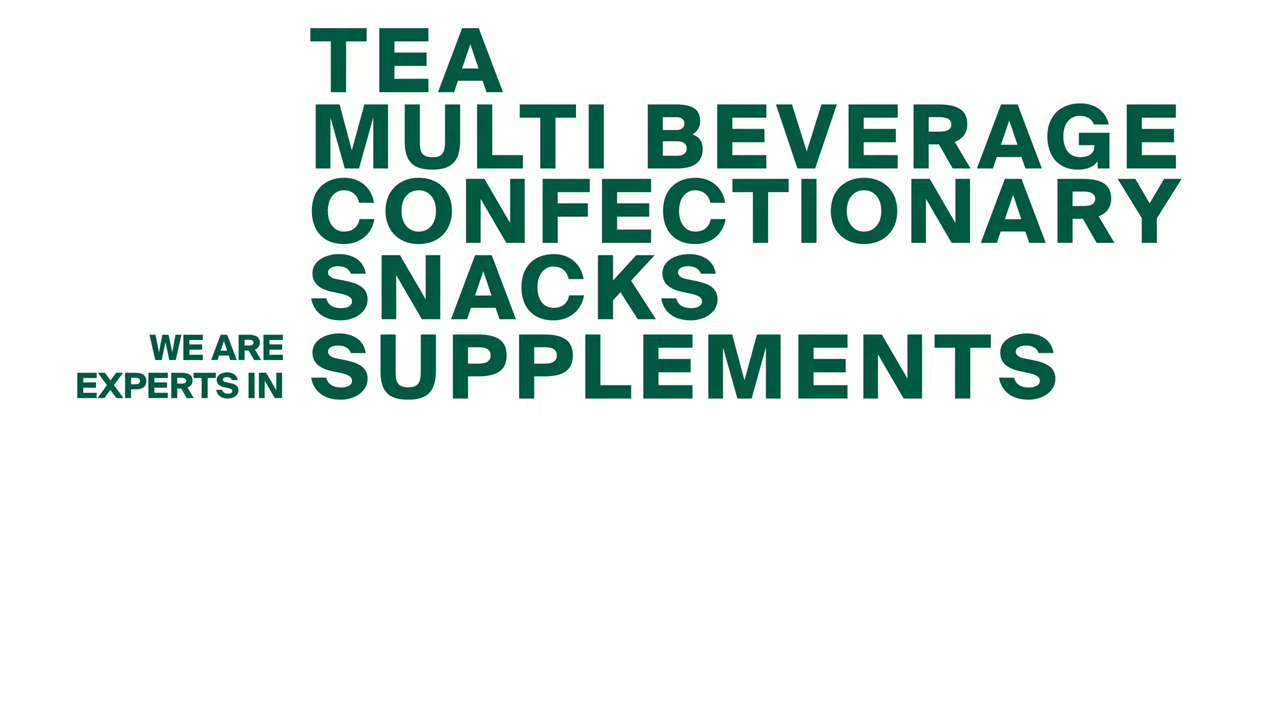 TEA
MULTI BEVERAGE
CONFECTIONARY
SNACKS
WE ARE
EXPERTS IN
SUPPLEMENTS